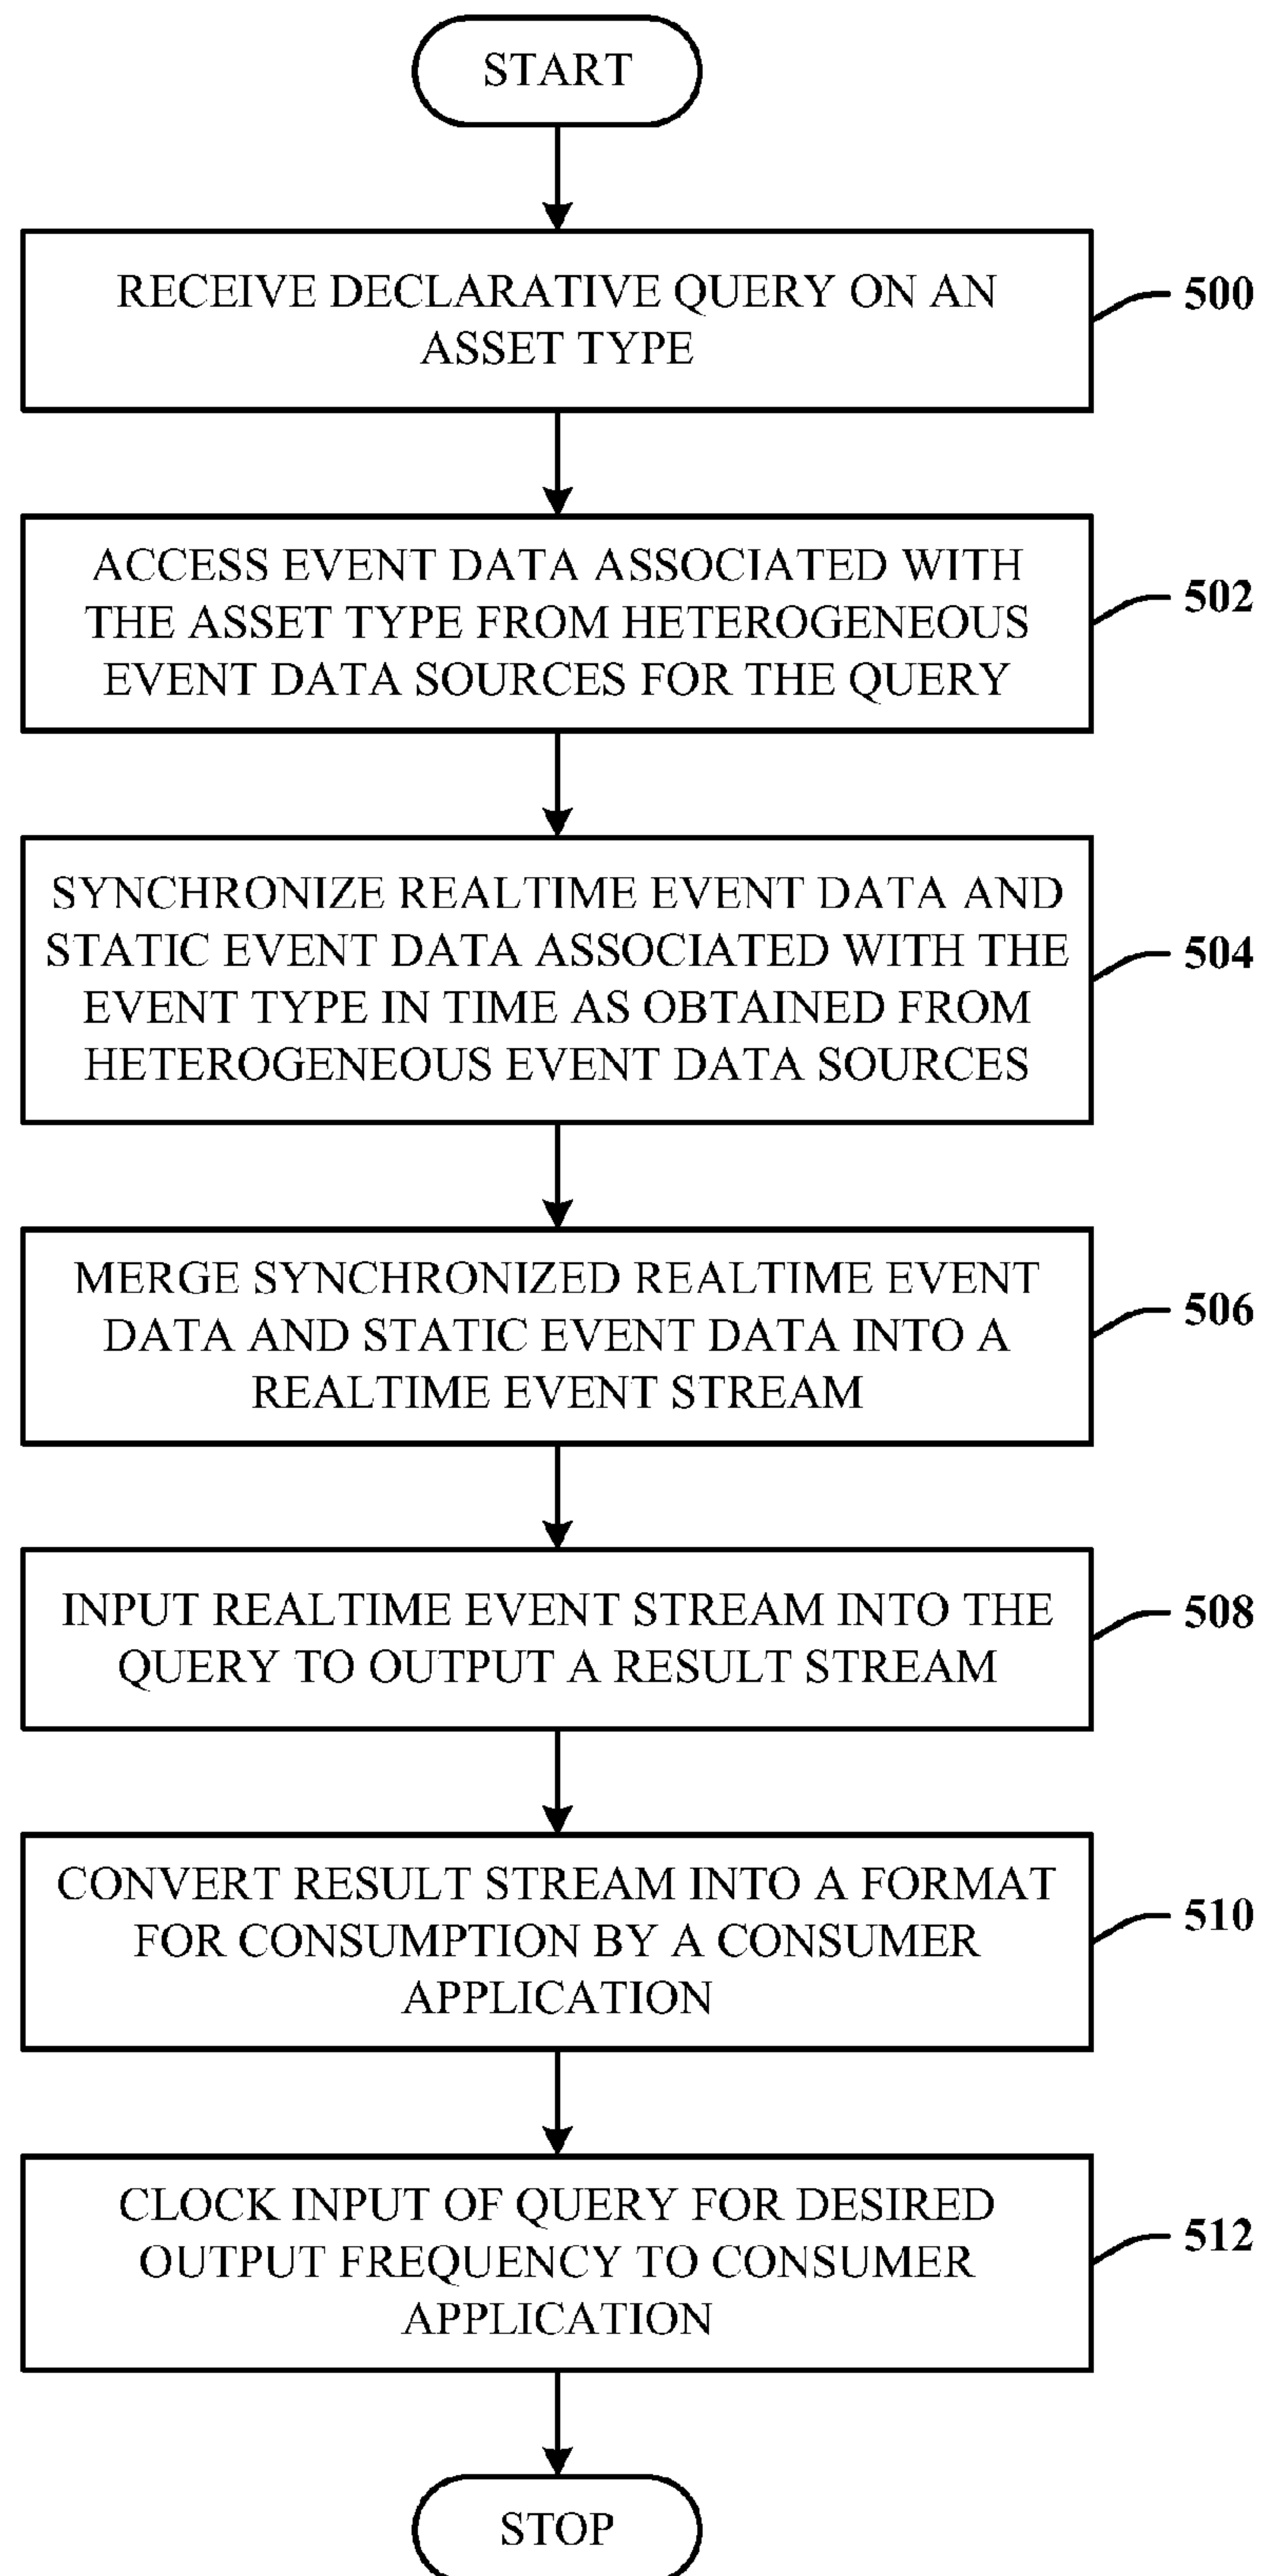 START
RECEIVE DECLARATIVE QUERY ON AN
ASSET TYPE
500
ACCESS EVENT DATA ASSOCIATED WITH
THE ASSET TYPE FROM HETEROGENEOUS
EVENT DATA SOURCES FOR THE QUERY
502
SYNCHRONIZE REALTIME EVENT DATA AND
STATIC EVENT DATA ASSOCIATED WITH THE
EVENT TYPE IN TIME AS OBTAINED FROM
HETEROGENEOUS EVENT DATA SOURCES
504
MERGE SYNCHRONIZED REALTIME EVENT
DATA AND STATIC EVENT DATA INTO A
REALTIME EVENT STREAM
506
INPUT REALTIME EVENT STREAM INTO THE
QUERY TO OUTPUT A RESULT STREAM
508
CONVERT RESULT STREAM INTO A FORMAT
FOR CONSUMPTION BY A CONSUMER
APPLICATION
510
CLOCK INPUT OF QUERY FOR DESIRED
OUTPUT FREQUENCY TO CONSUMER
APPLICATION
512
STOP